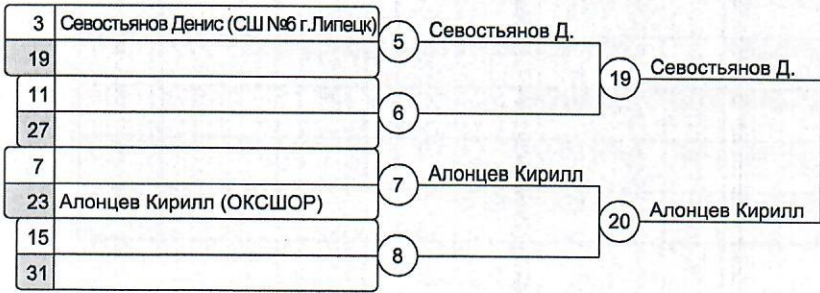 3 Севостьянов Денис (СШ №6 г.Липецк)
5 Севостьянов Д.
19
19 Севостьянов Д.
11
6
27
7
7 Алонцев Кирилл
23 Алонцев Кирилл (ОКСШОР)
20 Алонцев Кирилл
15
8
31